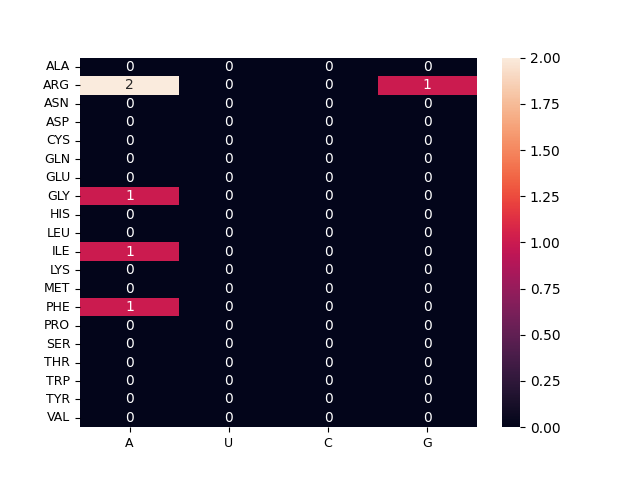 ALA 0 0 0 0
ARG 2 0 0 1
ASN 0 0 0 0
ASP 0 0 0 0
CYS 0 0 0 0
GLN 0 0 0 0
GLU 0 0 0 0
GLY 1 0 0 0
HIS 0 0 0 0
LEU 0 0 0 0
ILE 1 0 0 0
LYS 0 0 0 0
MET 0 0 0 0
PHE 1 0 0 0
PRO 0 0 0 0
SER 0 0 0 0
THR 0 0 0 0
TRP 0 0 0 0
TYR 0 0 0 0
VAL 0 0 0 0
A U C G
2.00
1.75
1.50
1.25
1.00
0.75
0.50
0.25
0.00